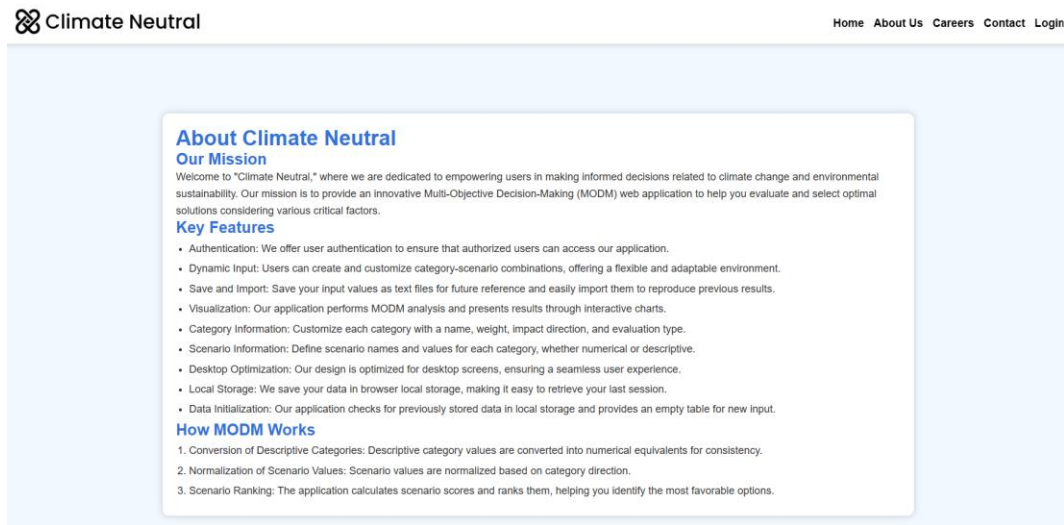 Climate Neutral
Home About Us Careers Contact Login
About Climate Neutral
Our Mission
Welcome to "Climate Neutral," where we are dedicated to empowering users in making informed decisions related to climate change and environmental
sustainability. Our mission is to provide an innovative Multi-Objective Decision-Making (MODM) web application to help you evaluate and select optimal
solutions considering various critical factors.
Key Features
• Authentication: We offer user authentication to ensure that authorized users can access our application.
• Dynamic Input: Users can create and customize category-scenario combinations, offering a flexible and adaptable environment.
• Save and Import: Save your input values as text files for future reference and easily import them to reproduce previous results.
• Visualization: Our application performs MODM analysis and presents results through interactive charts.
• Category Information: Customize each category with a name, weight, impact direction, and evaluation type.
• Scenario Information: Define scenario names and values for each category, whether numerical or descriptive.
• Desktop Optimization: Our design is optimized for desktop screens, ensuring a seamless user experience.
• Local Storage: We save your data in browser local storage, making it easy to retrieve your last session.
• Data Initialization: Our application checks for previously stored data in local storage and provides an empty table for new input.
How MODM Works
1. Conversion of Descriptive Categories: Descriptive category values are converted into numerical equivalents for consistency.
2. Normalization of Scenario Values: Scenario values are normalized based on category direction.
3. Scenario Ranking: The application calculates scenario scores and ranks them, helping you identify the most favorable options.